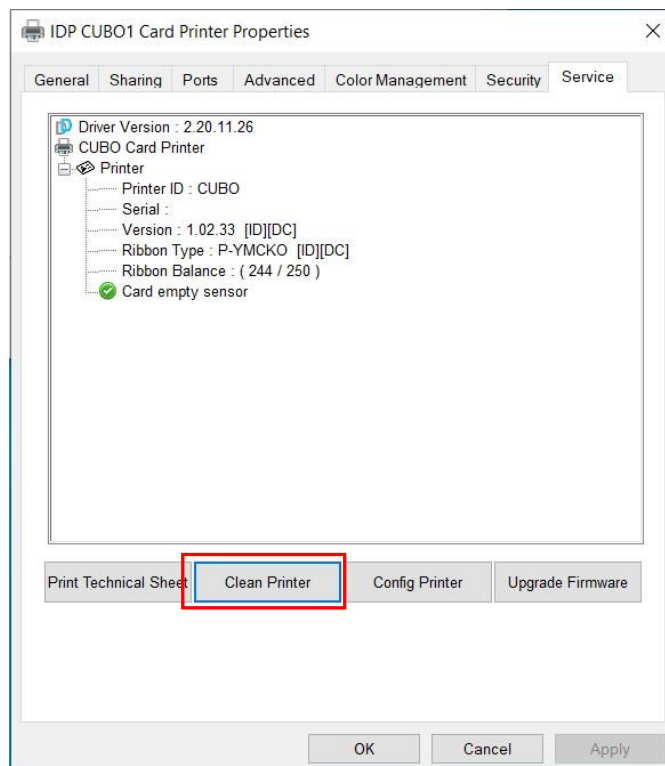 IDP CUBO1 Card Printer Properties
General Sharing Ports Advanced Color Management Security Service
Driver Version : 2.20.11.26
CUBO Card Printer
Printer
Printer ID : CUBO
Serial :
Version : 1.02.33 [ID][DC]
Ribbon Type : P-YMCKO [ID][DC]
Ribbon Balance : ( 244 / 250 )
Card empty sensor
Print Technical Sheet Clean Printer Config Printer Upgrade Firmware
OK Cancel Apply